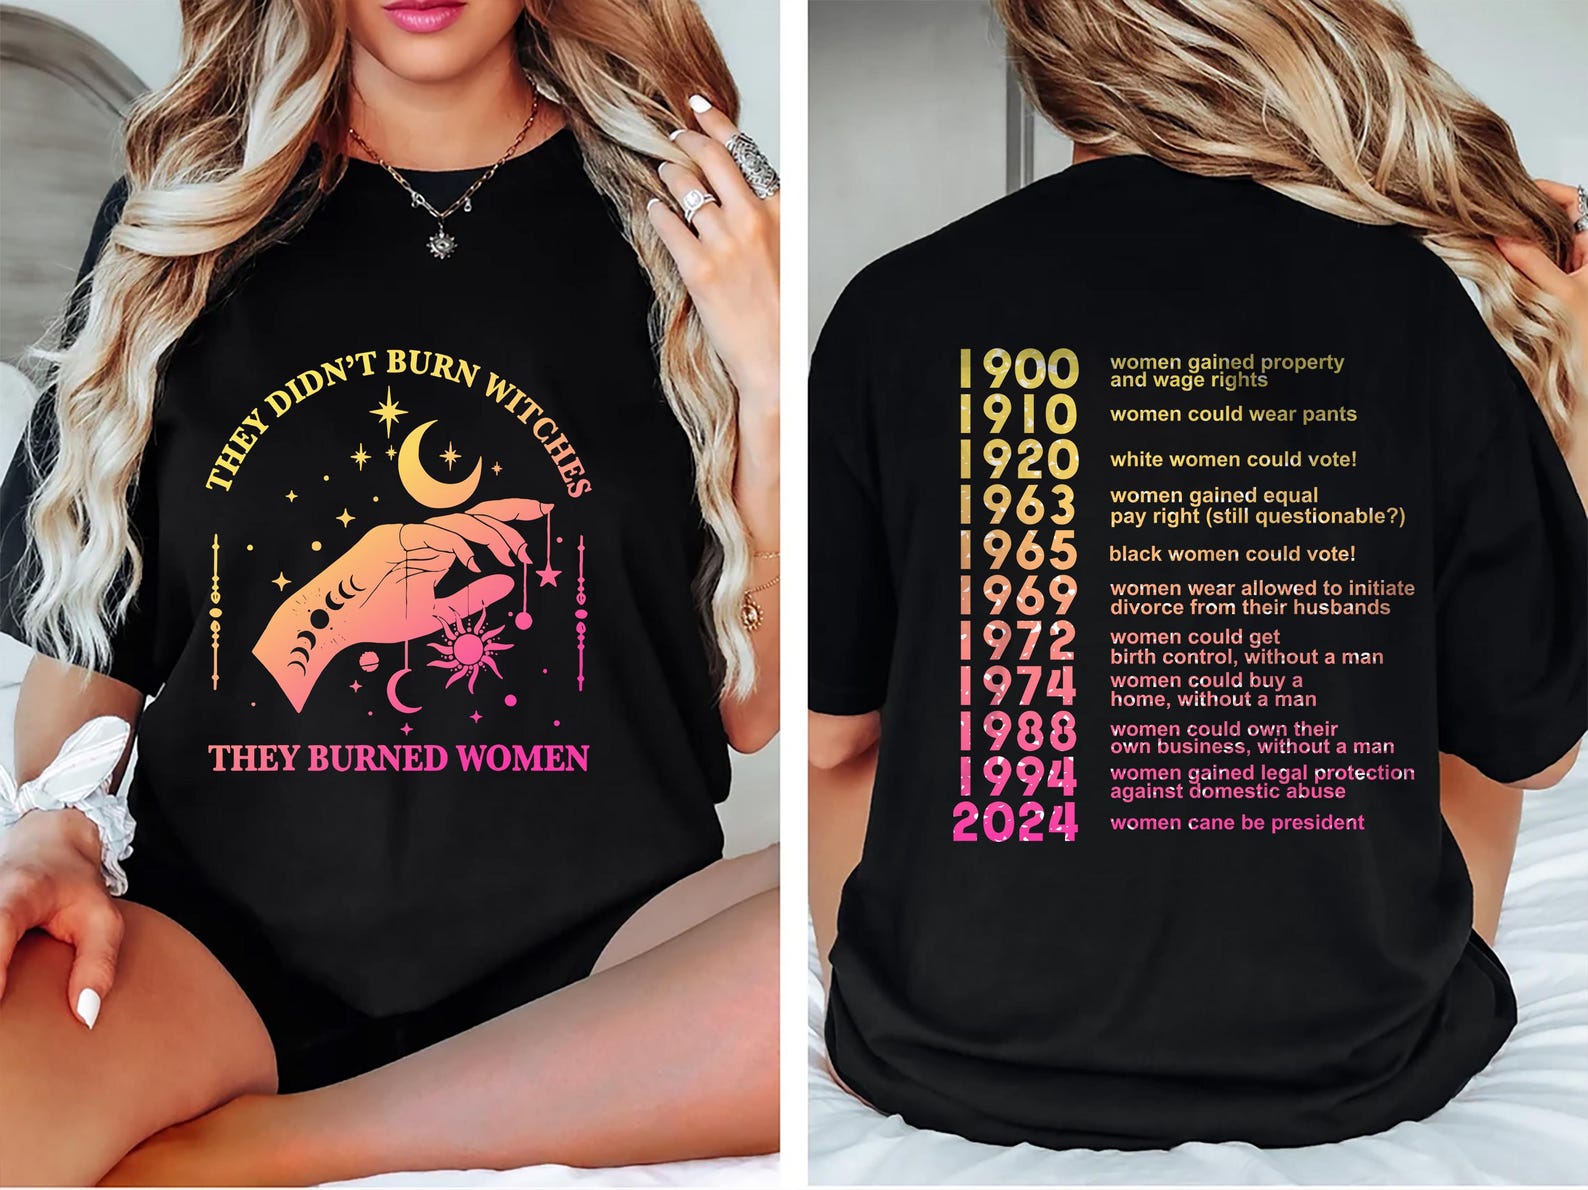 THEY DIDN'T BURN WITCHES
THEY BURNED WOMEN
1900 women gained property
and wage rights
1910 women could wear pants
1920 white women could vote!
1963 women gained equal
pay right (still questionable?)
1965 black women could vote!
1969 women wear allowed to initiate
divorce from their husbands
1972 women could get
birth control, without a man
1974 women could buy a
home, without a man
1988 women could own their
own business, without a man
1994 women gained legal protection
against domestic abuse
2024 women cane be president